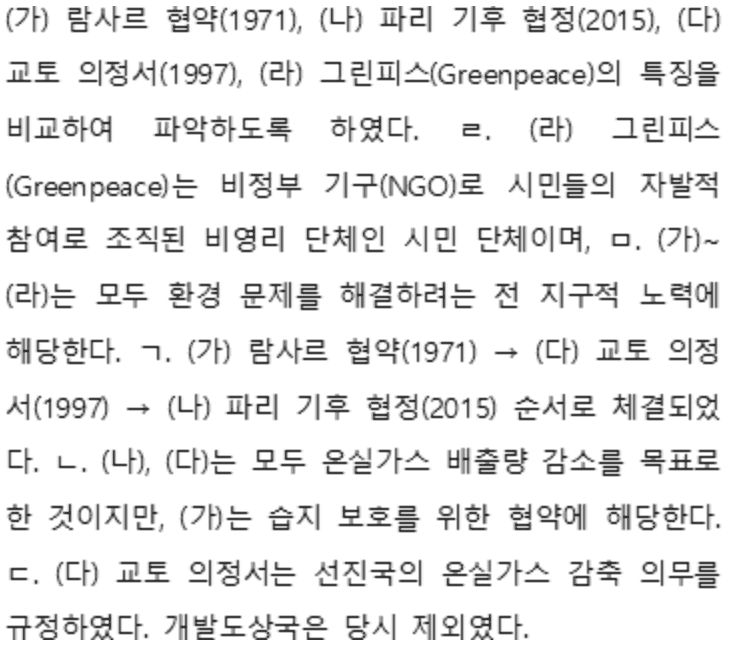 (가) 람사르 협약(1971), (나) 파리 기후 협정(2015), (다)
교토 의정서(1997), (라) 그린피스(Greenpeace)의 특징을
비교하여 파악하도록 하였다. ㄹ. (라) 그린피스
(Greenpeace)는 비정부 기구(NGO)로 시민들의 자발적
참여로 조직된 비영리 단체인 시민 단체이며, ㅁ. (가)~
(라)는 모두 환경 문제를 해결하려는 전 지구적 노력에
해당한다. ㄱ. (가) 람사르 협약(1971) → (다) 교토 의정
서(1997) → (나) 파리 기후 협정(2015) 순서로 체결되었
다. ㄴ. (나), (다)는 모두 온실가스 배출량 감소를 목표로
한 것이지만, (가)는 습지 보호를 위한 협약에 해당한다.
ㄷ. (다) 교토 의정서는 선진국의 온실가스 감축 의무를
규정하였다. 개발도상국은 당시 제외였다.